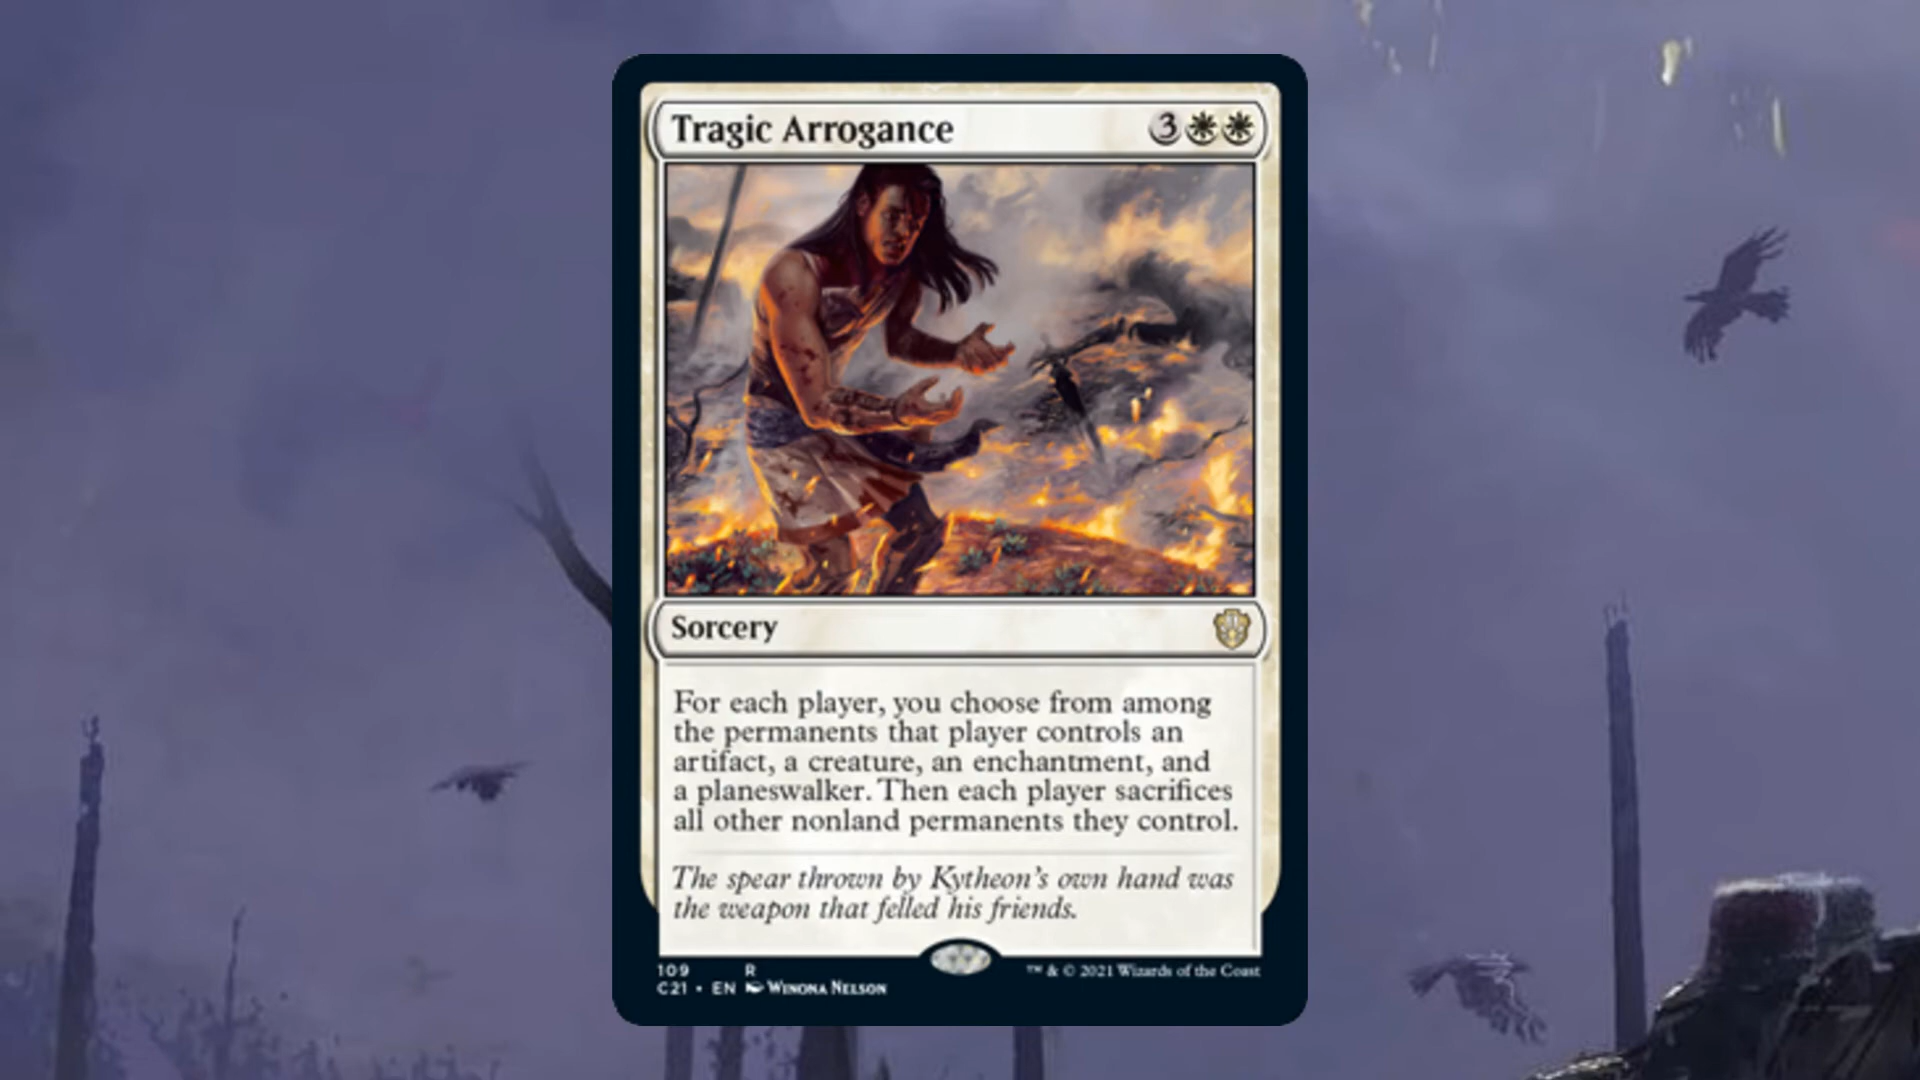 Tragic Arrogance 3
Sorcery
For each player, you choose from among
the permanents that player controls an
artifact, a creature, an enchantment, and
a planeswalker. Then each player sacrifices
all other nonland permanents they control.
The spear thrown by Kytheon's own hand was
the weapon that felled his friends.
109 R
C21 • EN WINONA NELSON
™ & © 2021 Wizards of the Coast